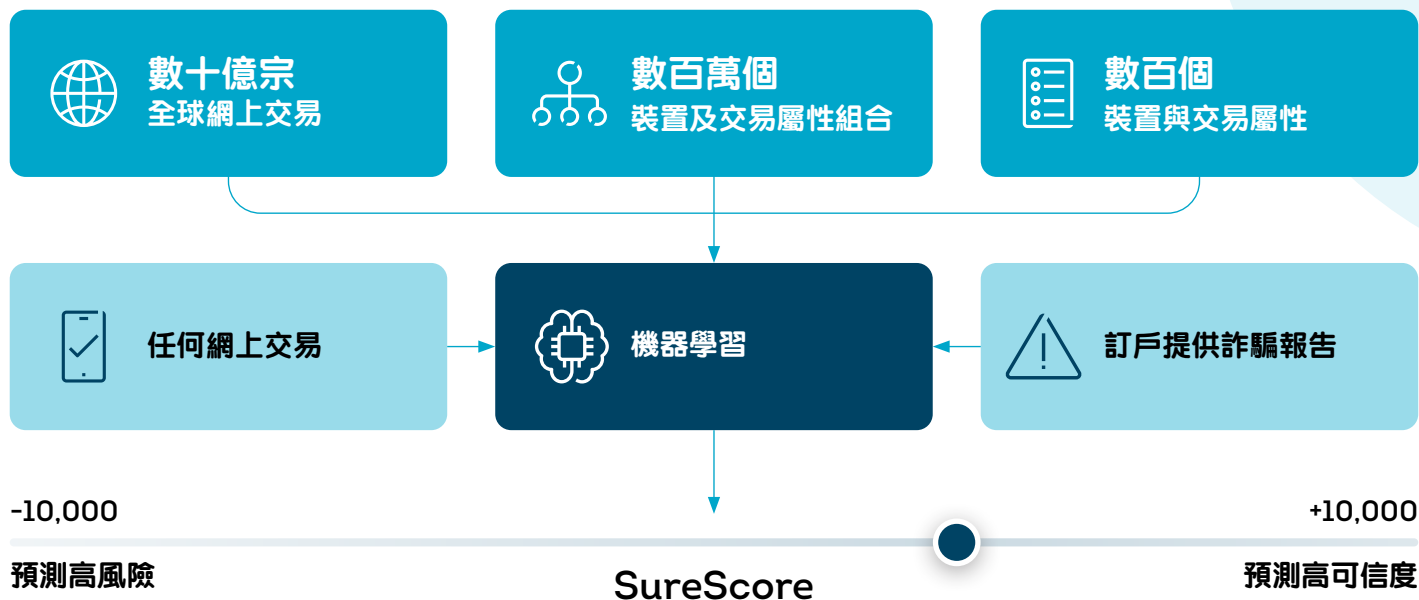 數十億宗
全球網上交易
數百萬個
裝置及交易屬性組合
數百個
裝置與交易屬性
任何網上交易
機器學習
訂戶提供詐騙報告
-10,000
+10,000
預測高風險
SureScore
預測高可信度